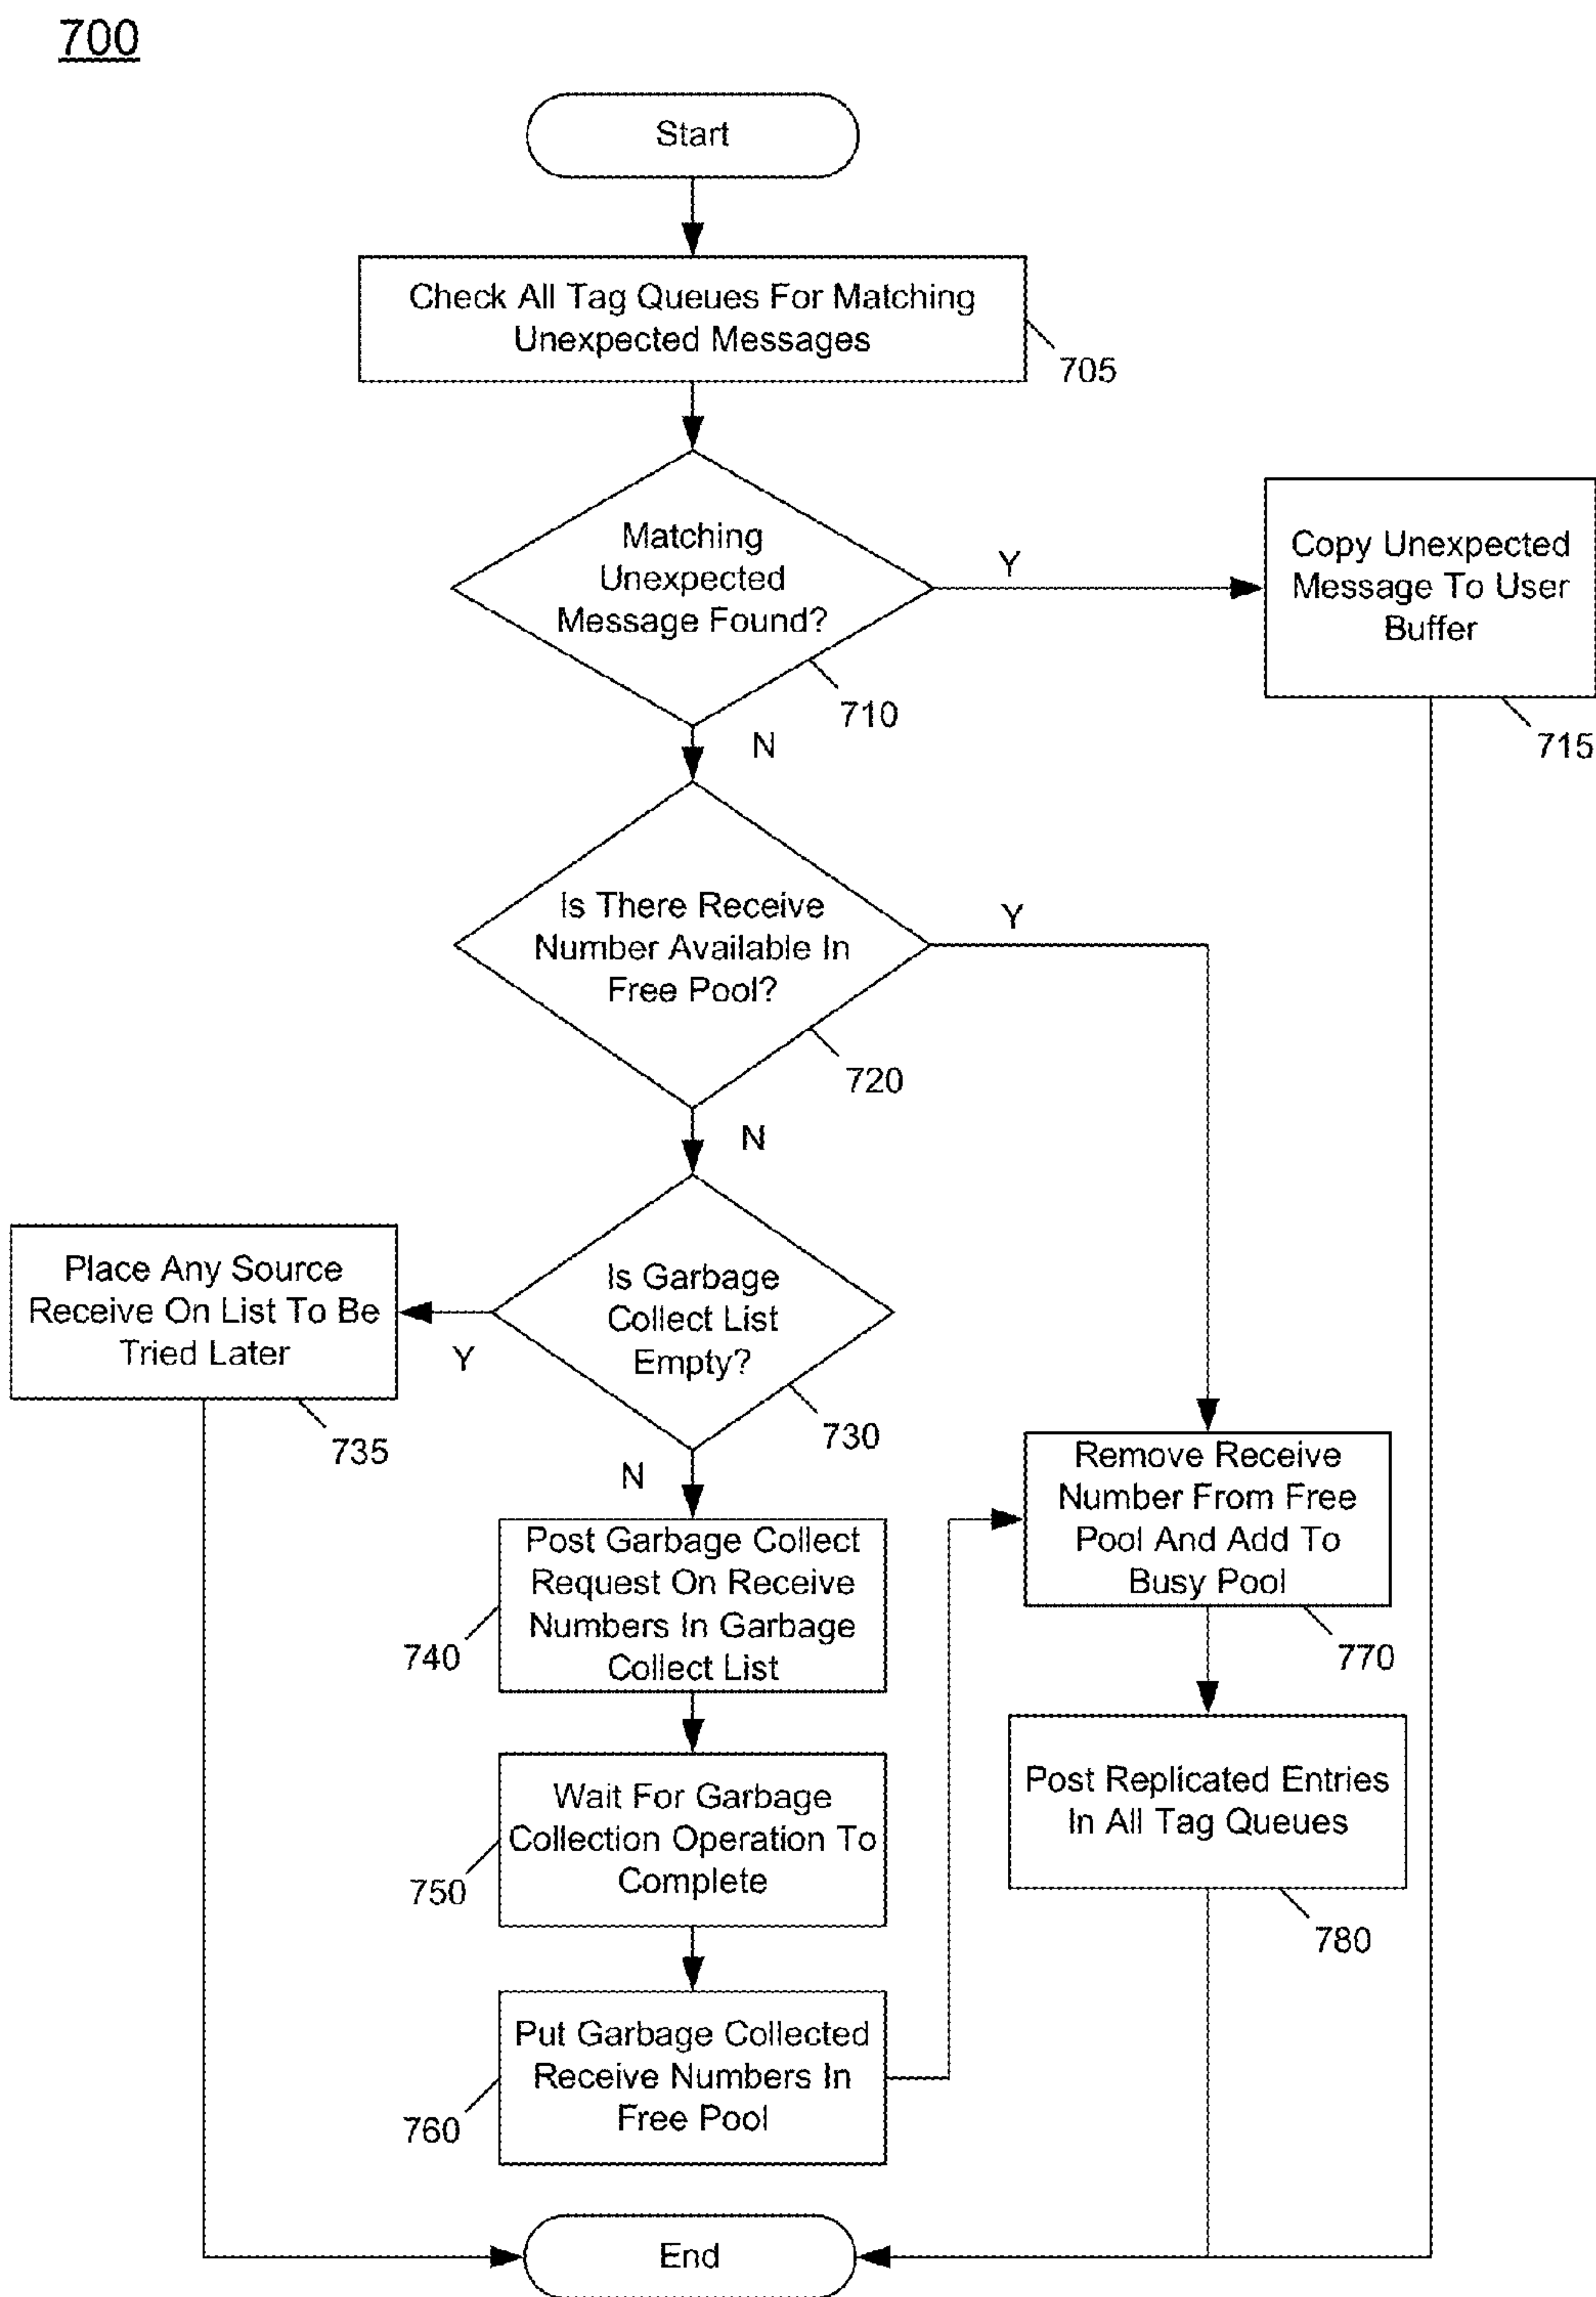 700
Start
Check All Tag Queues For Matching
Unexpected Messages
705
Matching
Unexpected
Message Found?
710
Y
N
Copy Unexpected
Message To User
Buffer
715
Is There Receive
Number Available In
Free Pool?
720
Y
N
Is Garbage
Collect List
Empty?
730
Y
N
Place Any Source
Receive On List To Be
Tried Later
735
Post Garbage Collect
Request On Receive
Numbers In Garbage
Collect List
740
Wait For Garbage
Collection Operation To
Complete
750
Put Garbage Collected
Receive Numbers In
Free Pool
760
Remove Receive
Number From Free
Pool And Add To
Busy Pool
770
Post Replicated Entries
In All Tag Queues
780
End